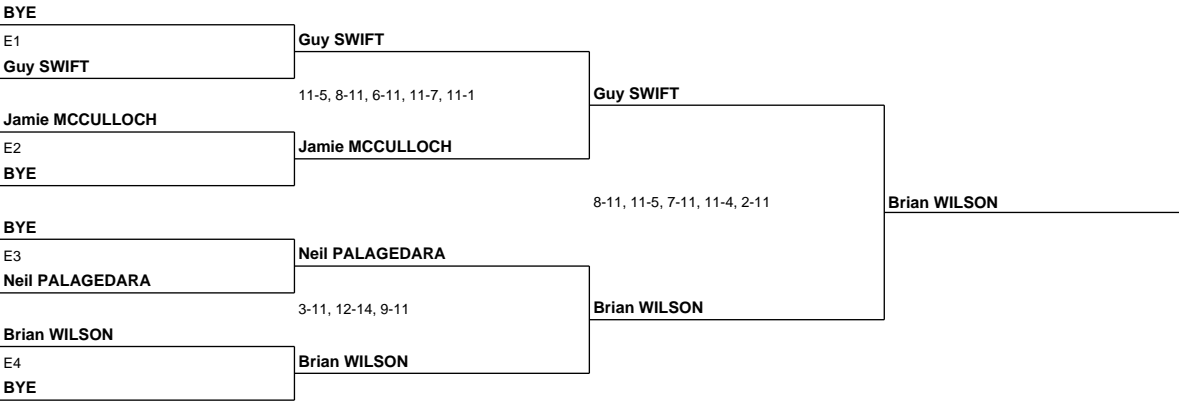 BYE
E1
Guy SWIFT
Guy SWIFT
11-5, 8-11, 6-11, 11-7, 11-1
Guy SWIFT
Jamie MCCULLOCH
E2
Jamie MCCULLOCH
BYE
8-11, 11-5, 7-11, 11-4, 2-11
Brian WILSON
BYE
E3
Neil PALAGEDARA
Neil PALAGEDARA
3-11, 12-14, 9-11
Brian WILSON
Brian WILSON
E4
Brian WILSON
BYE